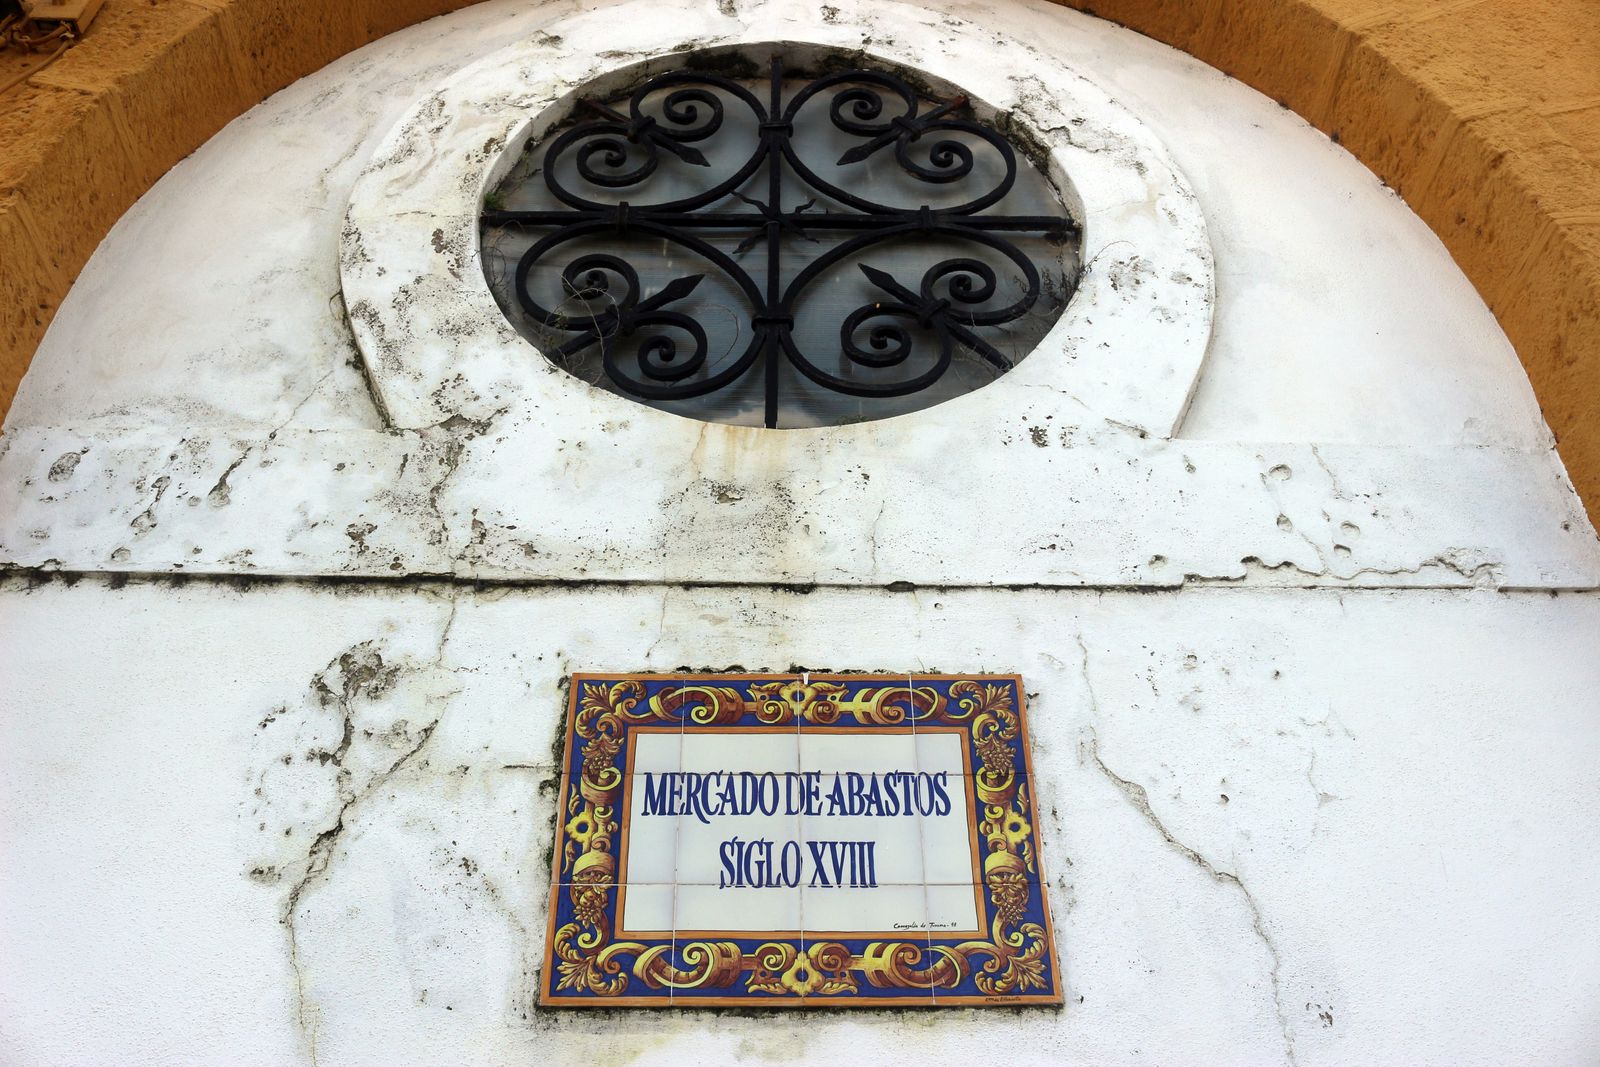 MERCADO DE ABASTOS
SIGLO XVIII